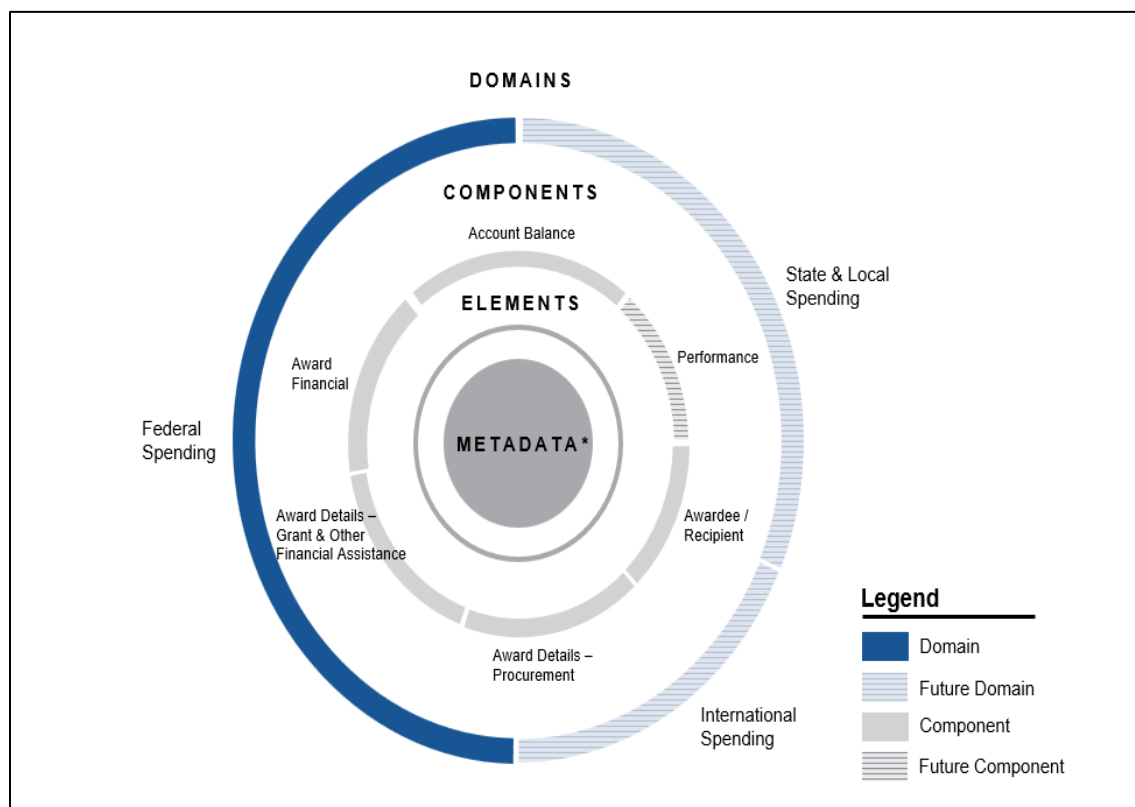 DOMAINS
COMPONENTS
Account Balance
ELEMENTS
State & Local
Spending
Award
Financial
Performance
METADATA*
Federal
Spending
Award Details –
Grant & Other
Financial Assistance
Awardee /
Recipient
Award Details –
Procurement
International
Spending
Legend
Domain
Future Domain
Component
Future Component